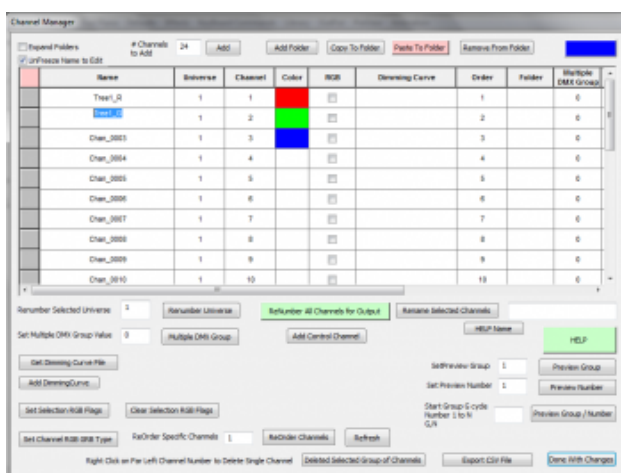 Channel Manager
Expand Folders
# Channels to Add
24
Add
Add Folder
Copy To Folder
Paste To Folder
Remove From Folder
UnFreeze Name to Edit
Name Universe Channel Color RGB Dimming Curve Order Folder Multiple DMX Group
Tree1_R 1 1 1 0
Tree1_G 1 2 2 0
Chan_0003 1 3 3 0
Chan_0004 1 4 4 0
Chan_0005 1 5 5 0
Chan_0006 1 6 6 0
Chan_0007 1 7 7 0
Chan_0008 1 8 8 0
Chan_0009 1 9 9 0
Chan_0010 1 10 10 0
Renumber Selected Universe 1 Renumber Universe ReNumber All Channels for Output Rename Selected Channels
HELP Name
Set Multiple DMX Group Value 0 Multiple DMX Group Add Control Channel HELP
Get Dimming Curve File
SetPreview Group 1 Preview Group
Add DimmingCurve
Set Preview Number 1 Preview Number
Set Selection RGB Flags Clear Selection RGB Flags
Start Group G cycle
Number 1 to N
G,N
Preview Group / Number
Set Channel RGB GRB Type ReOrder Specific Channels 1 ReOrder Channels Refresh
Right Click on Far Left Channel Number to Delete Single Channel Deleted Selected Group of Channels Export CSV File Done With Changes